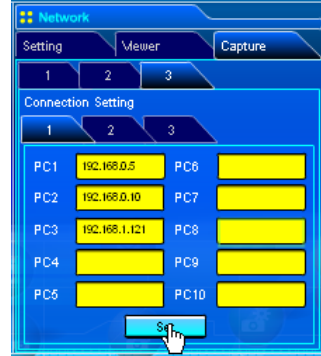 Network
Setting Viewer Capture
1 2 3
Connection Setting
1 2 3
PC1 192.168.0.5 PC6
PC2 192.168.0.10 PC7
PC3 192.168.1.121 PC8
PC4 PC9
PC5 PC10